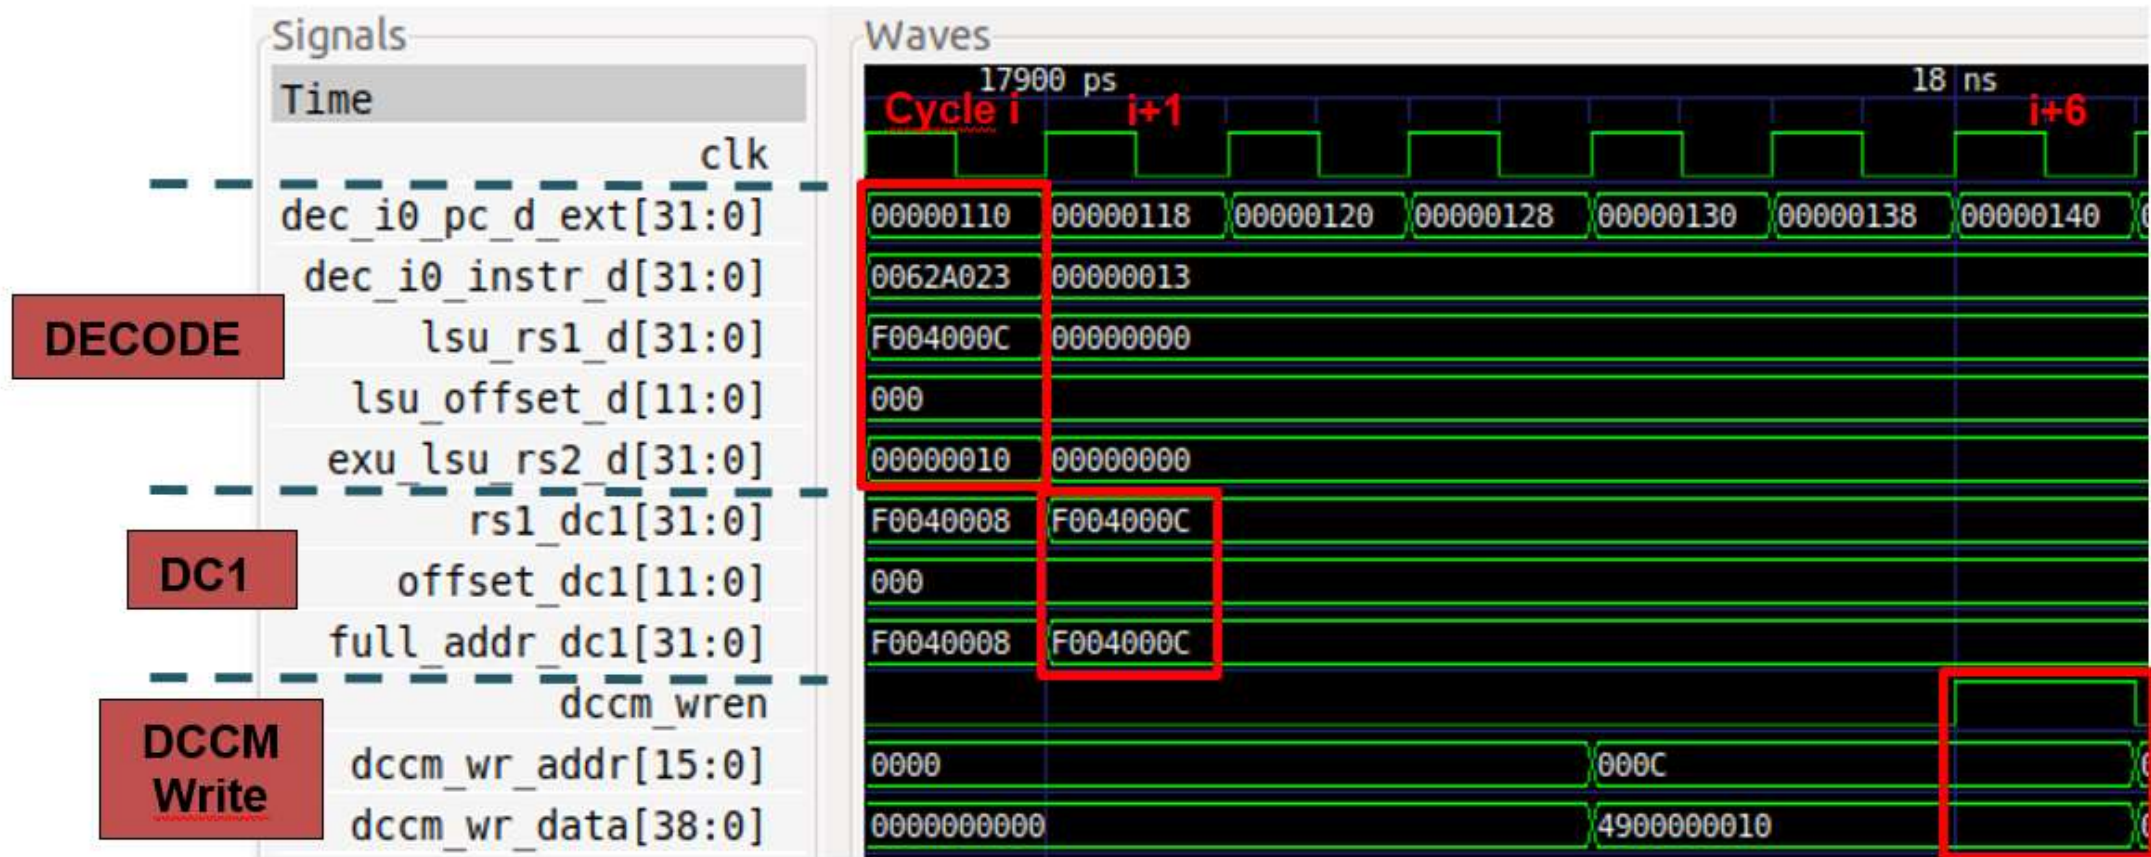 Signals
Waves
Time
17900 ps
18 ns
Cycle i
i+1
i+6
clk
dec_i0_pc_d_ext[31:0]
00000110 00000118 00000120 00000128 00000130 00000138 00000140 0
dec_i0_instr_d[31:0]
0062A023 00000013
DECODE
lsu_rs1_d[31:0]
F004000C 00000000
lsu_offset_d[11:0]
000
exu_lsu_rs2_d[31:0]
00000010 00000000
rs1_dc1[31:0]
F0040008 F004000C
DC1
offset_dc1[11:0]
000
full_addr_dc1[31:0]
F0040008 F004000C
dccm_wren
DCCM
Write
dccm_wr_addr[15:0]
0000 000C 0
dccm_wr_data[38:0]
0000000000 4900000010 0